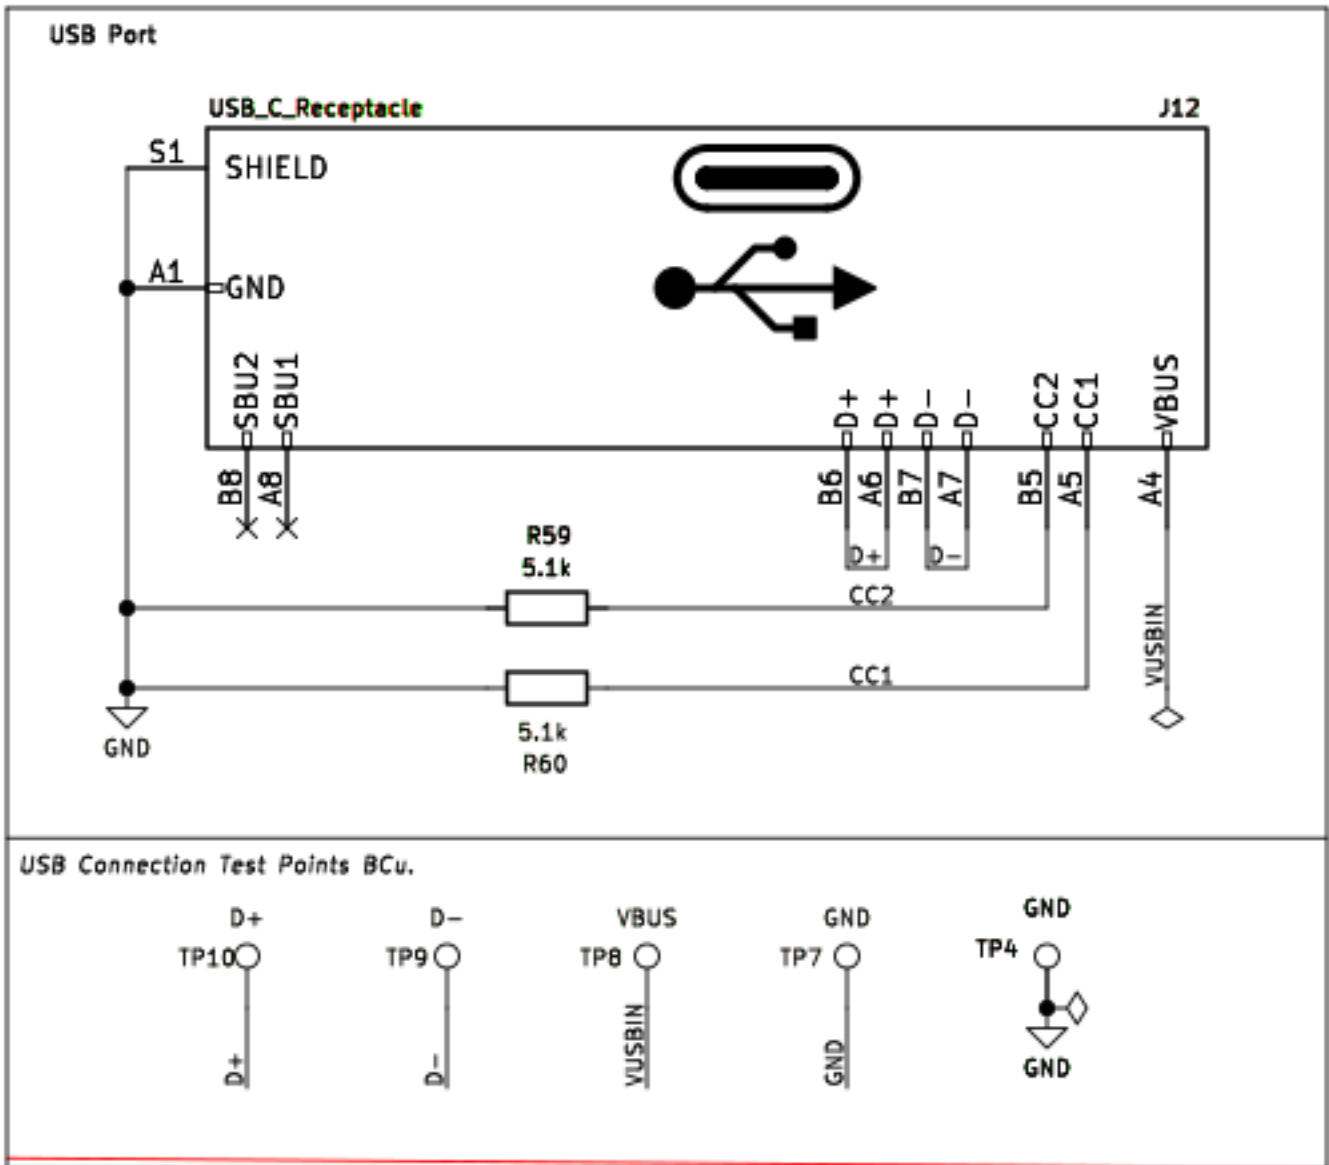 USB Port
USB_C_Receptacle J12
S1 SHIELD
A1 GND
SBU2 SBU1 D+ D+ D- D- CC2 CC1 VBUS
B8 A8 B6 A6 B7 A7 B5 A5 A4
R59
5.1k
D+ D-
CC2
VUSBIN
CC1
5.1k
R60
GND
USB Connection Test Points BCu.
D+ D- VBUS GND GND
TP10 TP9 TP8 TP7 TP4
D+ D- VUSBIN GND GND